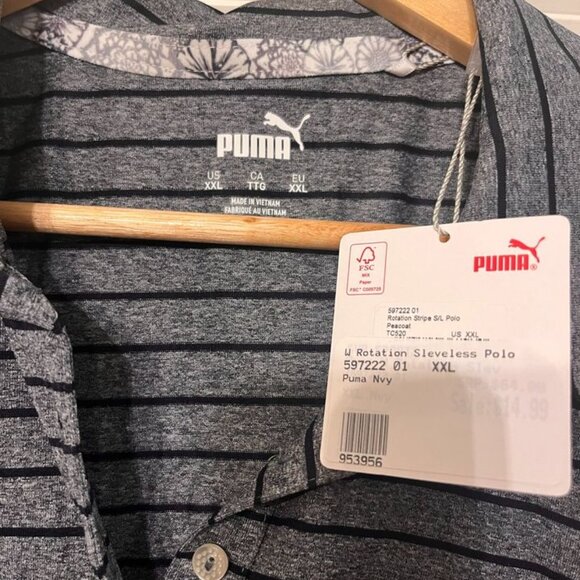 PUMA
US CA EU
XXL TTG XXL
MADE IN VIETNAM
FABRIQUÉ AU VIETNAM
FSC
MIX
Paper
PUMA
597222 01
Rotation Stripe S/L Polo
Peacoat
TC520 US XXL
W Rotation Sleveless Polo
597222 01 XXL
Puma Nvy
953956